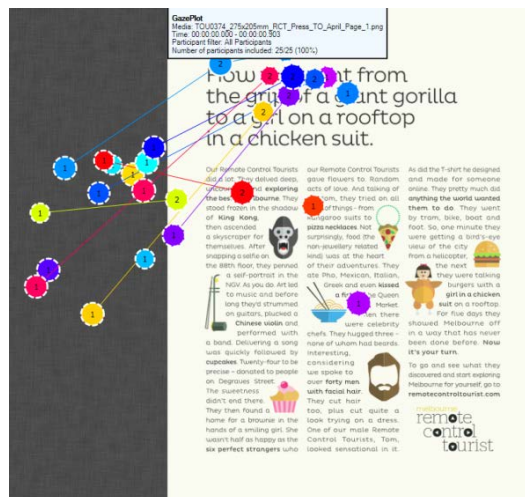 GazePlot
Media: TOU0374_275x205mm_RCT_Press_TO_April_Page_1.png
Time: 00:00:00.000 - 00:00:00.503
Participant filter: All Participants
Number of participants included: 25/25 (100%)
How from
the grip of a giant gorilla
to a girl on a rooftop
in a chicken suit.
Our Remote Control Tourists
did a lot. They delved deep,
and exploring
the
stood frozen in the shadow
of King Kong,
then ascended
a skyscraper for
themselves. After
snapping a selfie on
the 88th floor, they penned
a self-portrait in the
NGV. As you do. Art led
to music and before
long they'd strummed
on guitars, plucked a
Chinese violin and
performed with
a band. Delivering a song
was quickly followed by
cupcakes. Twenty-four to be
precise – donated to people
on Degraves Street.
The sweetness
didn't end there.
They then found a
home for a browse in the
hands of a smiling girl. She
wasn't half as happy as the
six perfect strangers who
our Remote Control Tourists
gave flowers to. Random
acts of love. And talking of
they tried on all
of things – from
kangaroo suits to
pizza necklaces. Not
surprisingly, food (the
non-jewellery related
kind) was at the heart
of their adventures. They
ate Pho, Mexican, Italian,
Greek and even kissed
a the Queen
Market.
there
were celebrity
chefs. They hugged three –
none of whom had beards.
Interesting,
considering
we spoke to
over forty men
with facial hair.
They cut hair
too, plus cut quite a
look trying on a dress.
One of our male Remote
Control Tourists, Tom,
looked sensational in it.
As did the T-shirt he designed
and made for someone
online. They pretty much did
anything the world wanted
them to do. They went
by tram, bike, boat and
foot. So, one minute they
were getting a bird's-eye
view of the city
from a helicopter,
the next
they were talking
burgers with a
girl in a chicken
suit on a rooftop.
For five days they
showed Melbourne off
in a way that has never
been done before. Now
it's your turn.
To go and see what they
discovered and start exploring
Melbourne for yourself, go to
remotecontroltourist.com
melbourne
remote
control
tourist